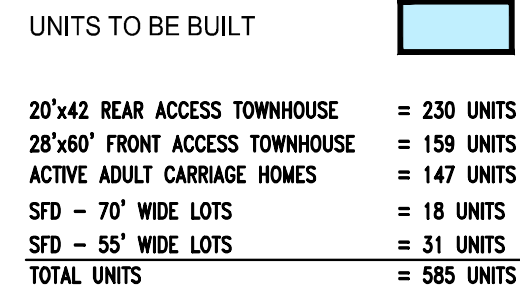 UNITS TO BE BUILT
20'x42 REAR ACCESS TOWNHOUSE = 230 UNITS
28'x60' FRONT ACCESS TOWNHOUSE = 159 UNITS
ACTIVE ADULT CARRIAGE HOMES = 147 UNITS
SFD - 70' WIDE LOTS = 18 UNITS
SFD - 55' WIDE LOTS = 31 UNITS
TOTAL UNITS = 585 UNITS